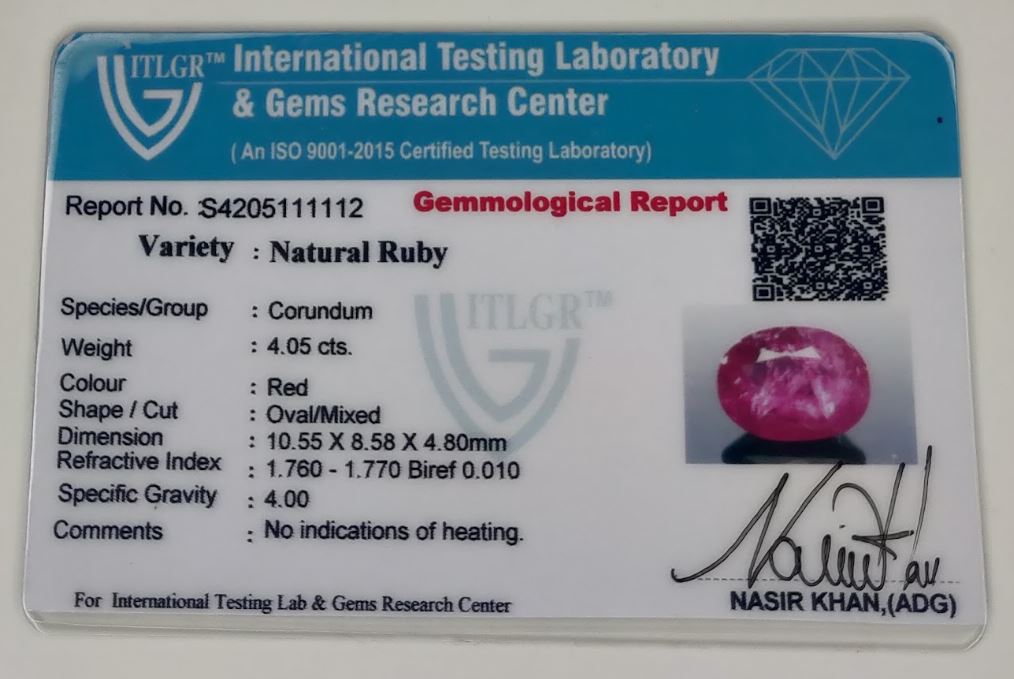 ITLGR™ International Testing Laboratory
& Gems Research Center
( An ISO 9001-2015 Certified Testing Laboratory)
Report No. :S4205111112
Gemmological Report
Variety : Natural Ruby
ITLGR™
Species/Group : Corundum
Weight : 4.05 cts.
Colour : Red
Shape / Cut : Oval/Mixed
Dimension : 10.55 X 8.58 X 4.80mm
Refractive Index : 1.760 - 1.770 Biref 0.010
Specific Gravity : 4.00
Comments : No indications of heating.
For International Testing Lab & Gems Research Center
NASIR KHAN,(ADG)